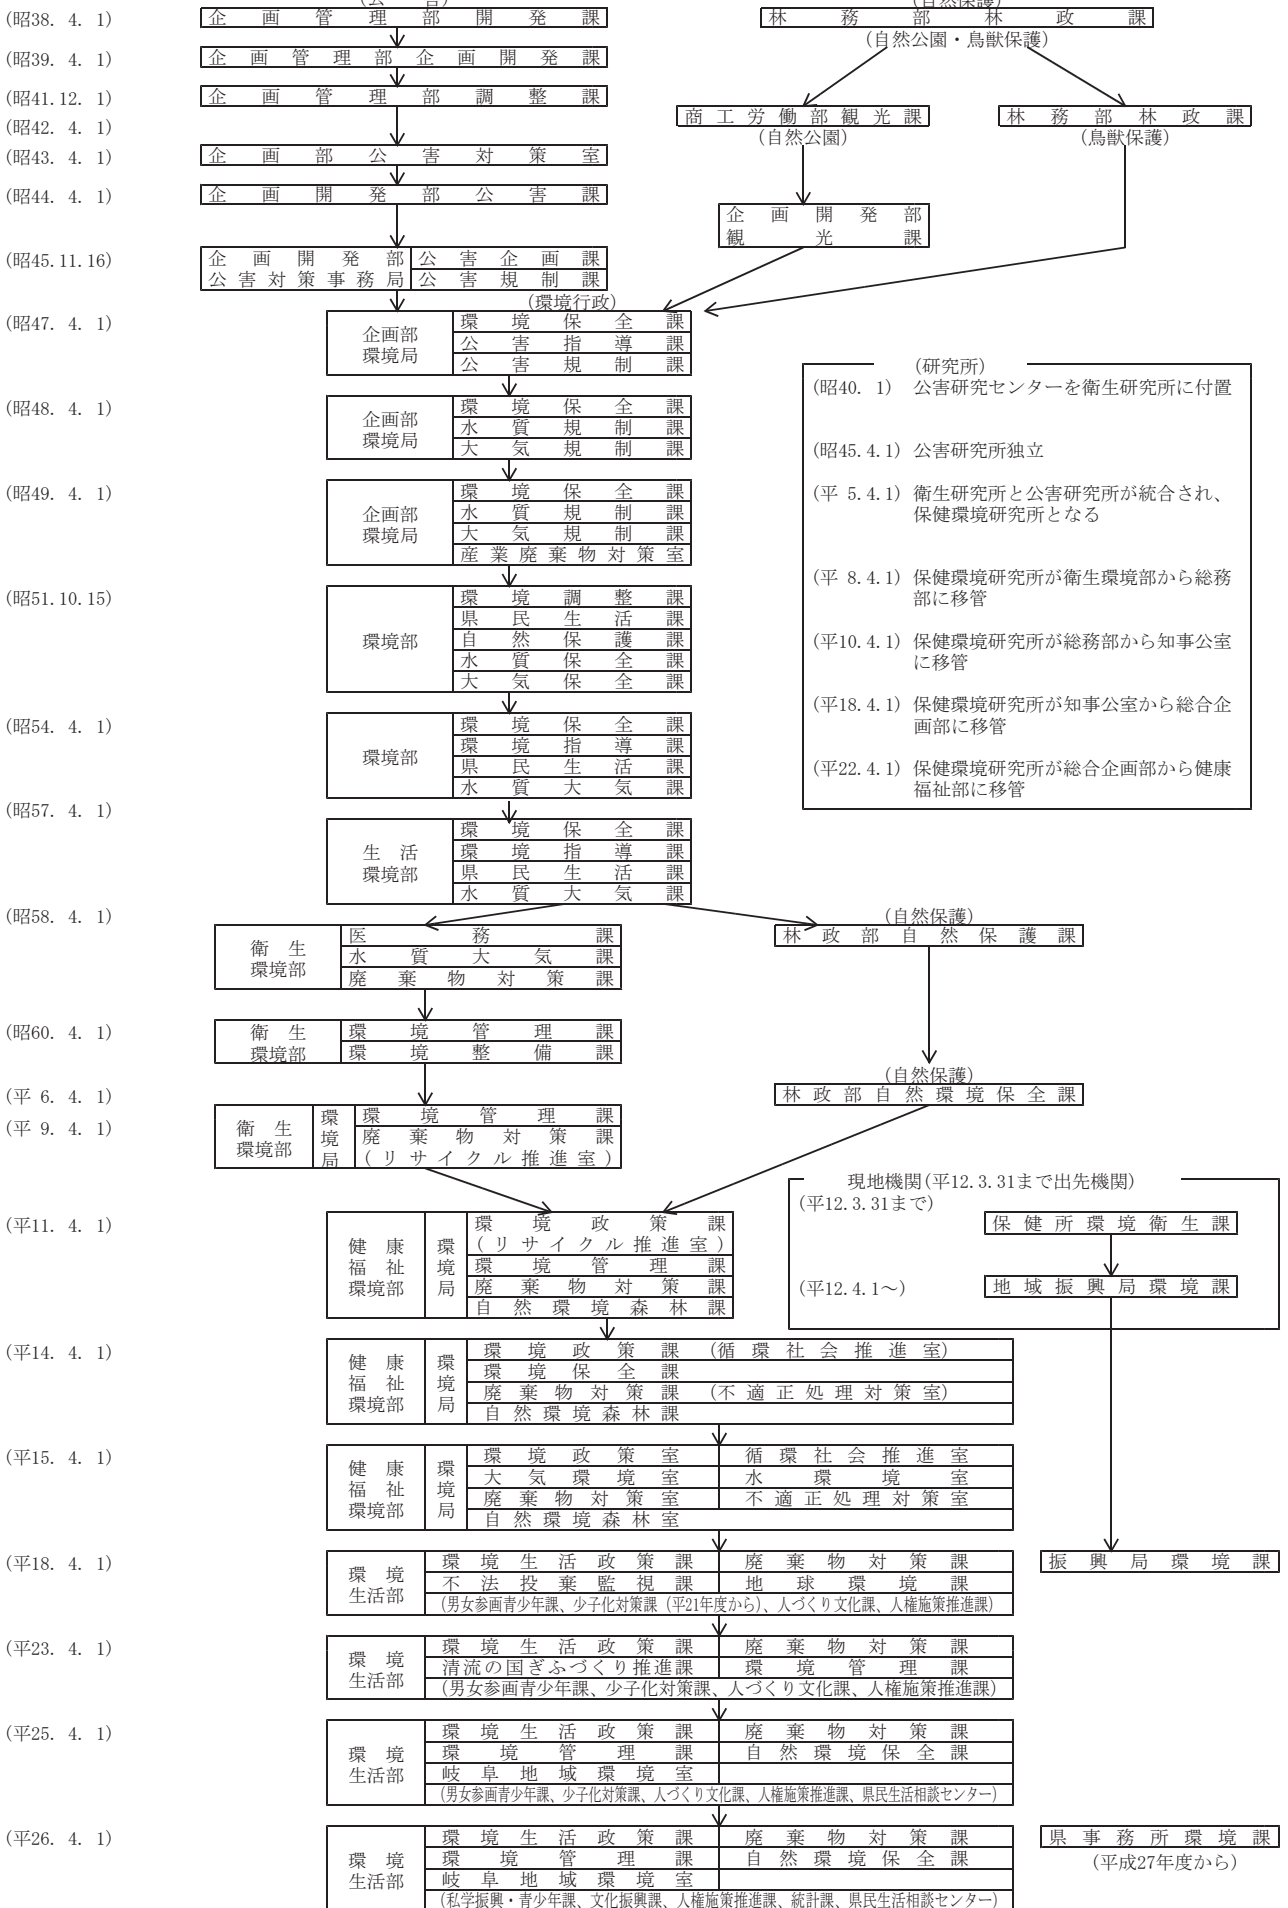 (昭38. 4. 1)
企画管理部開発課
林務部林政課
(自然公園・鳥獣保護)
(昭39. 4. 1)
企画管理部企画開発課
(昭41.12. 1)
企画管理部調整課
商工労働部観光課
(自然公園)
林務部林政課
(鳥獣保護)
(昭42. 4. 1)
(昭43. 4. 1)
企画部公害対策室
(昭44. 4. 1)
企画開発部公害課
企画開発部
観光課
(昭45.11.16)
企画開発部
公害対策事務局
公害企画課
公害規制課
(環境行政)
(昭47. 4. 1)
企画部
環境局
環境保全課
公害指導課
公害規制課
(昭48. 4. 1)
企画部
環境局
環境保全課
水質規制課
大気規制課
(昭49. 4. 1)
企画部
環境局
環境保全課
水質規制課
大気規制課
産業廃棄物対策室
(昭51.10.15)
環境部
環境調整課
県民生活課
自然保護課
水質保全課
大気保全課
(昭54. 4. 1)
環境部
環境保全課
環境指導課
県民生活課
水質大気課
(昭57. 4. 1)
生 活
環境部
環境保全課
環境指導課
県民生活課
水質大気課
(研究所)
(昭40. 1) 公害研究センターを衛生研究所に付置
(昭45.4.1) 公害研究所独立
(平 5.4.1) 衛生研究所と公害研究所が統合され、
保健環境研究所となる
(平 8.4.1) 保健環境研究所が衛生環境部から総務
部に移管
(平10.4.1) 保健環境研究所が総務部から知事公室
に移管
(平18.4.1) 保健環境研究所が知事公室から総合企
画部に移管
(平22.4.1) 保健環境研究所が総合企画部から健康
福祉部に移管
(昭58. 4. 1)
衛 生
環境部
医務課
水質大気課
廃棄物対策課
(自然保護)
林政部自然保護課
(昭60. 4. 1)
衛 生
環境部
環境管理課
環境整備課
(平 6. 4. 1)
(自然保護)
林政部自然環境保全課
(平 9. 4. 1)
衛 生
環境部
環境局
環境管理課
廃棄物対策課
(リサイクル推進室)
現地機関(平12.3.31まで出先機関)
(平12.3.31まで)
保健所環境衛生課
(平12.4.1～)
地域振興局環境課
(平11. 4. 1)
健 康
福 祉
環境部
環境局
環境政策課
(リサイクル推進室)
環境管理課
廃棄物対策課
自然環境森林課
(平14. 4. 1)
健 康
福 祉
環境部
環境局
環境政策課 (循環社会推進室)
環境保全課
廃棄物対策課 (不適正処理対策室)
自然環境森林課
(平15. 4. 1)
健 康
福 祉
環境部
環境局
環境政策室 循環社会推進室
大気環境室 水環境室
廃棄物対策室 不適正処理対策室
自然環境森林室
(平18. 4. 1)
環 境
生活部
環境生活政策課 廃棄物対策課
不法投棄監視課 地球環境課
(男女参画青少年課、少子化対策課（平21年度から）、人づくり文化課、人権施策推進課)
振興局環境課
(平23. 4. 1)
環 境
生活部
環境生活政策課 廃棄物対策課
清流の国ぎふづくり推進課 環境管理課
(男女参画青少年課、少子化対策課、人づくり文化課、人権施策推進課)
(平25. 4. 1)
環 境
生活部
環境生活政策課 廃棄物対策課
環境管理課 自然環境保全課
岐阜地域環境室
(男女参画青少年課、少子化対策課、人づくり文化課、人権施策推進課、県民生活相談センター)
(平26. 4. 1)
環 境
生活部
環境生活政策課 廃棄物対策課
環境管理課 自然環境保全課
岐阜地域環境室
(私学振興・青少年課、文化振興課、人権施策推進課、統計課、県民生活相談センター)
県事務所環境課
(平成27年度から)